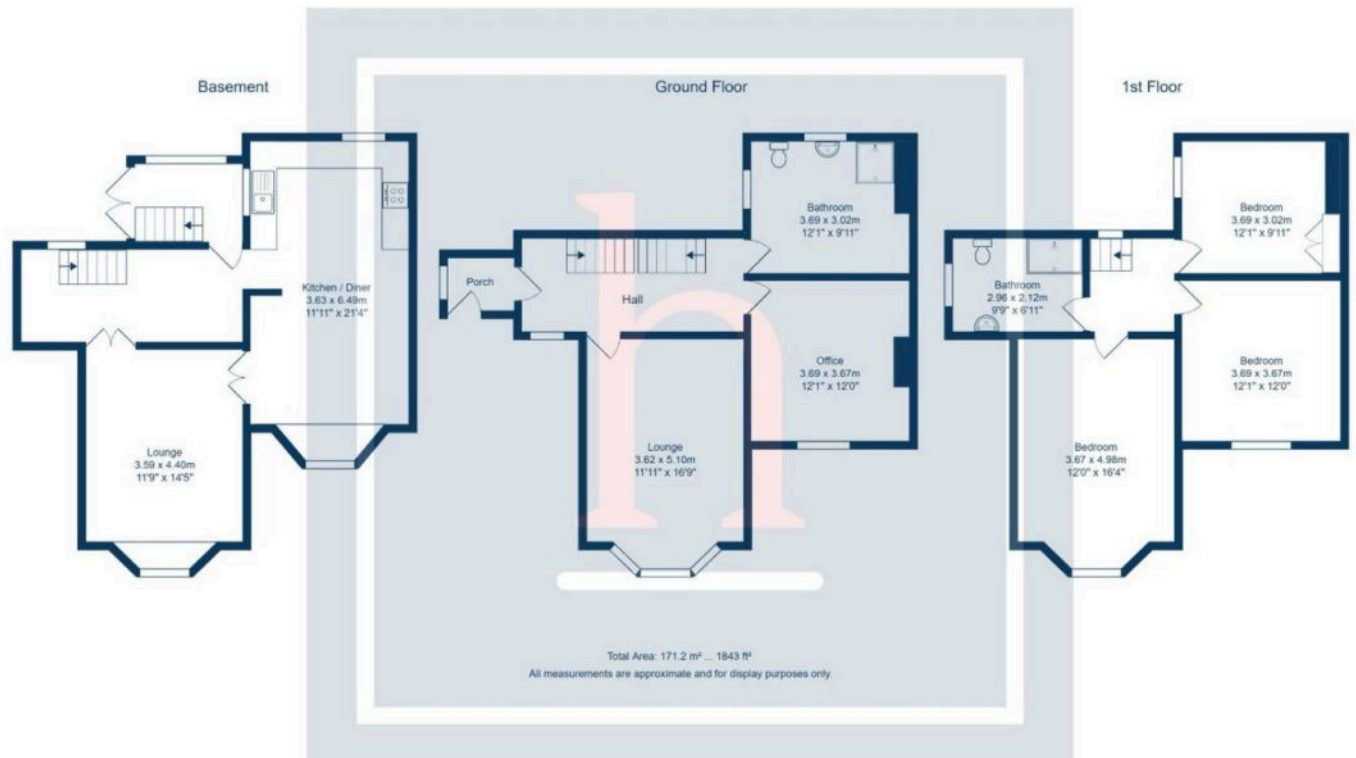 Basement
Ground Floor
1st Floor
Kitchen / Diner
3.63 x 6.49m
11'11" x 21'4"
Lounge
3.59 x 4.40m
11'9" x 14'5"
Bathroom
3.69 x 3.02m
12'1" x 9'11"
Porch
Hall
Office
3.69 x 3.67m
12'1" x 12'0"
Lounge
3.62 x 5.10m
11'11" x 16'9"
Bedroom
3.69 x 3.02m
12'1" x 9'11"
Bathroom
2.96 x 2.12m
9'9" x 6'11"
Bedroom
3.69 x 3.67m
12'1" x 12'0"
Bedroom
3.67 x 4.98m
12'0" x 16'4"
h
Total Area: 171.2 m² ... 1843 ft²
All measurements are approximate and for display purposes only